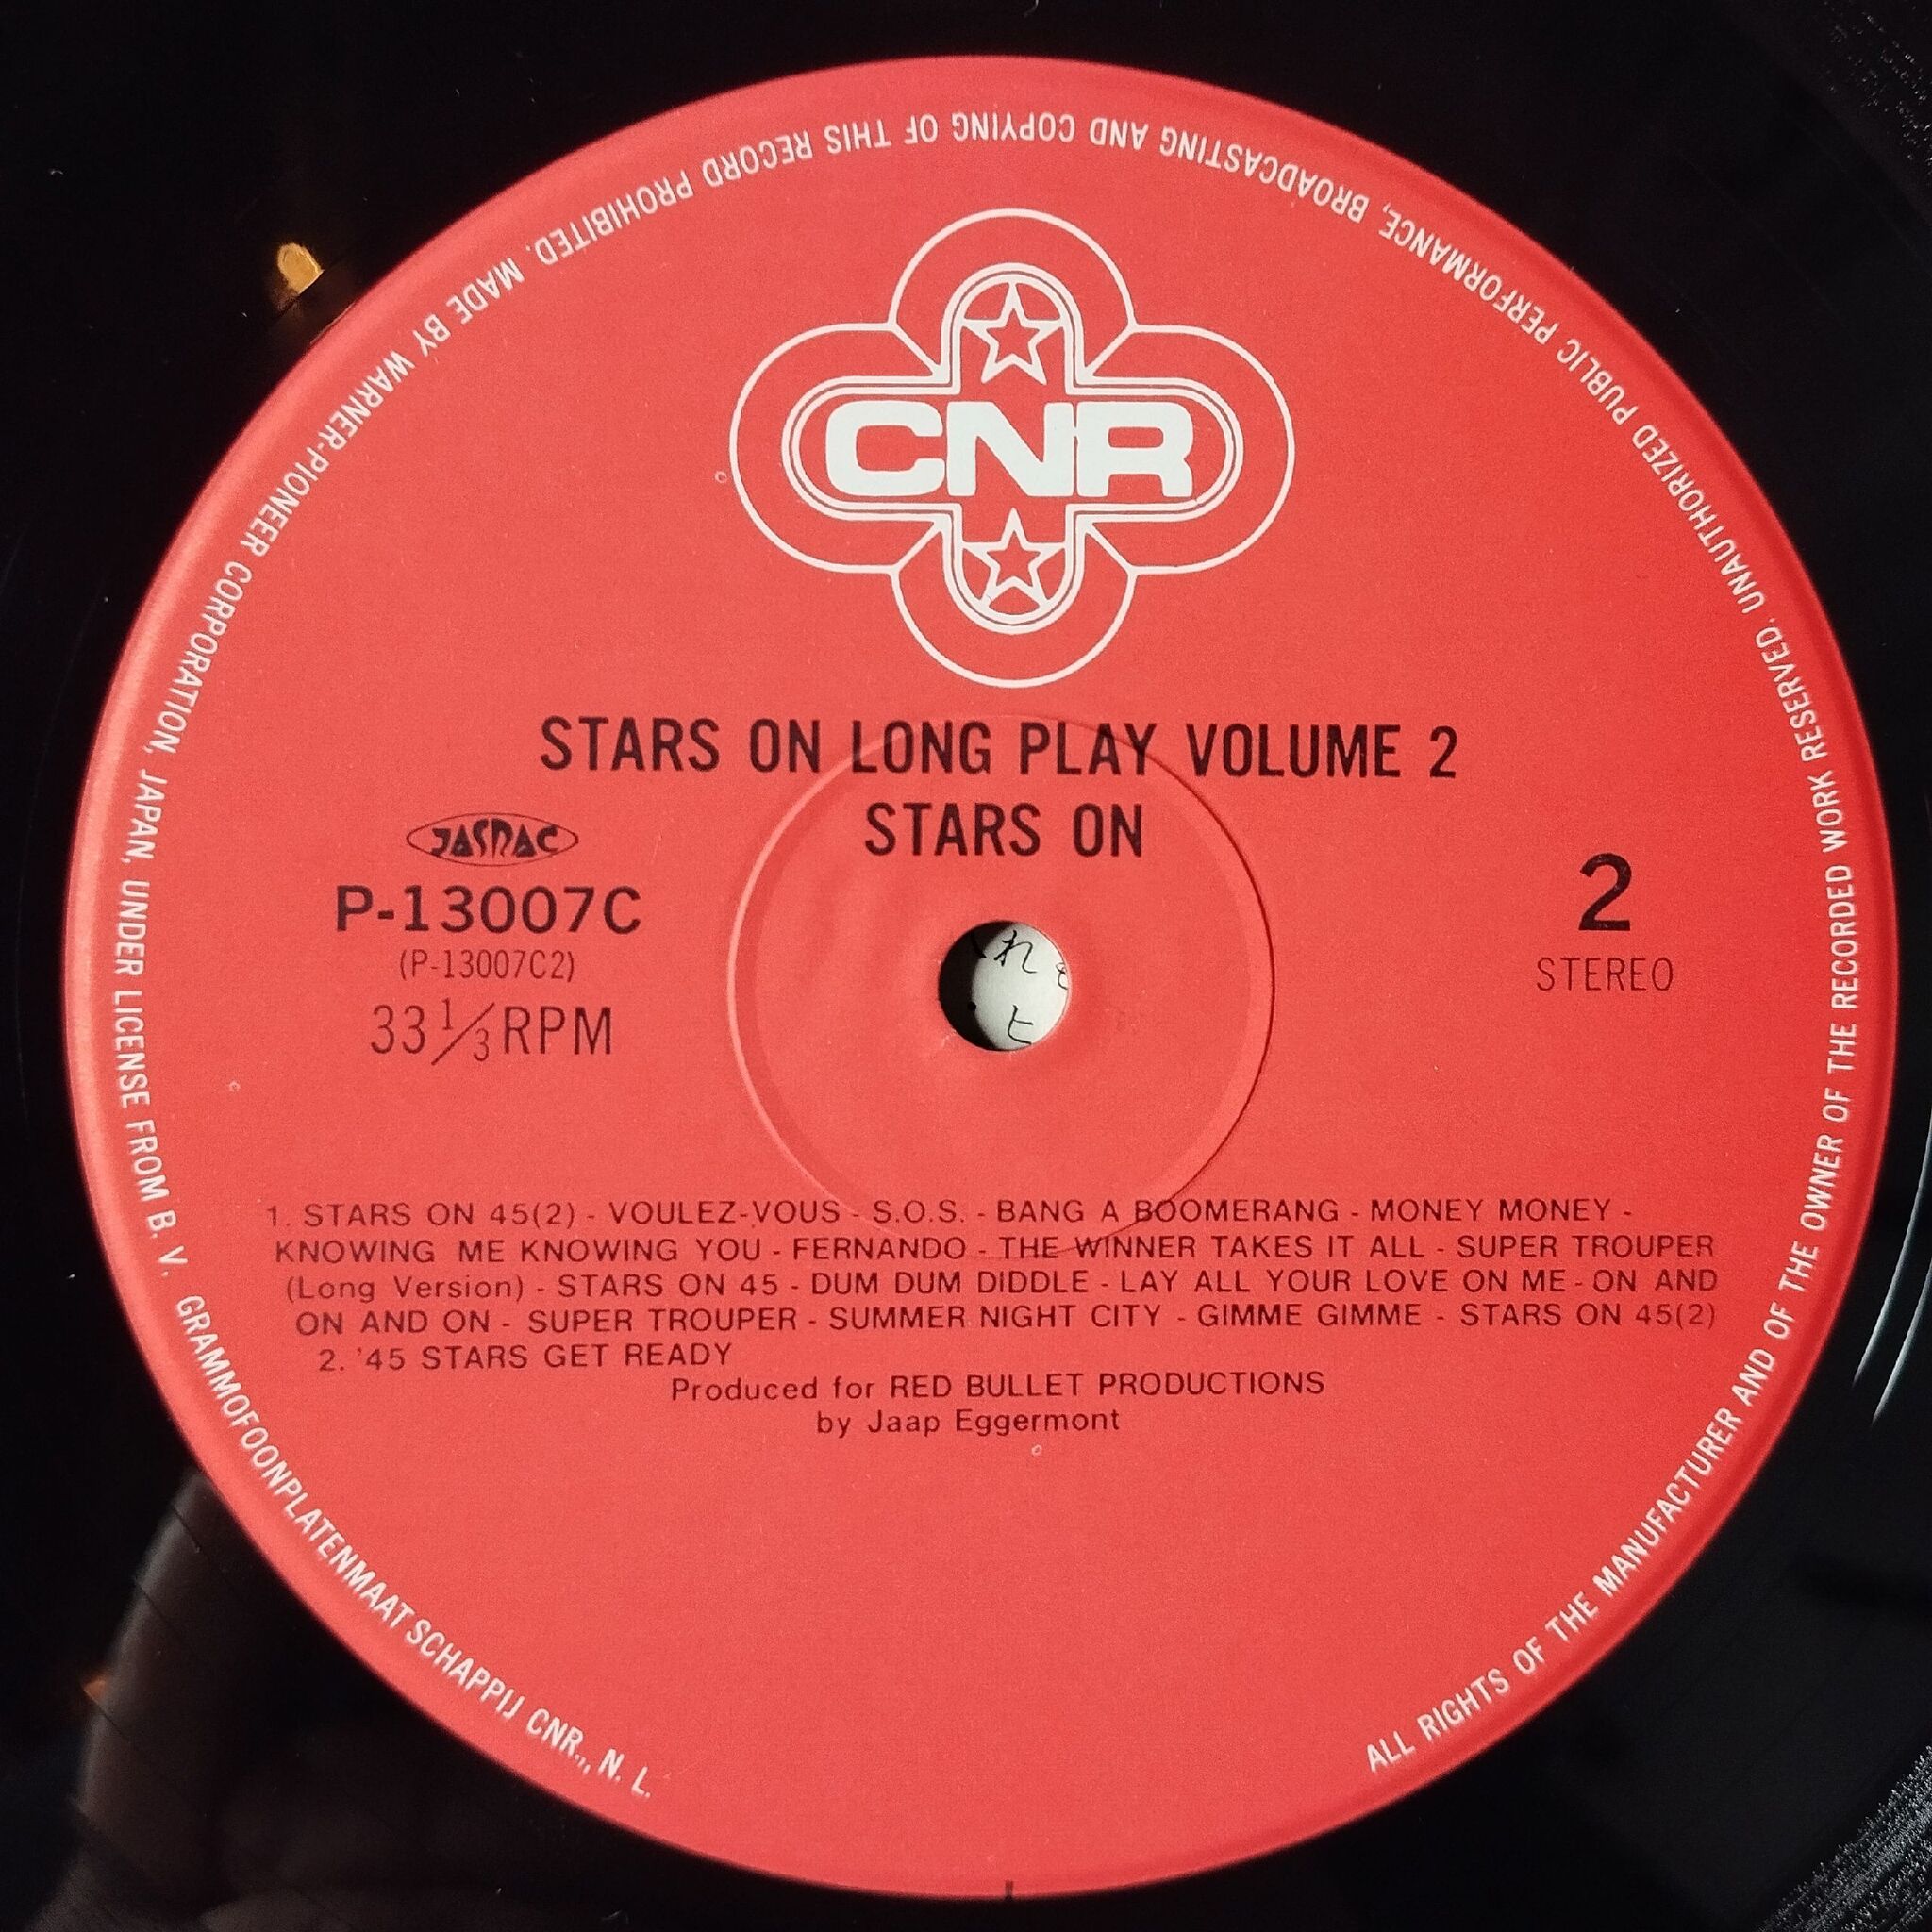 CNR
STARS ON LONG PLAY VOLUME 2
STARS ON
JASRAC
P-13007C
(P-13007C2)
33 1/3 RPM
2
STEREO
1. STARS ON 45(2) - VOULEZ-VOUS - S.O.S. - BANG A BOOMERANG - MONEY MONEY -
KNOWING ME KNOWING YOU - FERNANDO - THE WINNER TAKES IT ALL - SUPER TROUPER
(Long Version) - STARS ON 45 - DUM DUM DIDDLE - LAY ALL YOUR LOVE ON ME - ON AND
ON AND ON - SUPER TROUPER - SUMMER NIGHT CITY - GIMME GIMME - STARS ON 45(2)
2. '45 STARS GET READY
Produced for RED BULLET PRODUCTIONS
by Jaap Eggermont
ALL RIGHTS OF THE MANUFACTURER AND OF THE OWNER OF THE RECORDED WORK RESERVED. UNAUTHORIZED PUBLIC PERFORMANCE, BROADCASTING AND COPYING OF THIS RECORD PROHIBITED. MADE BY WARNER-PIONEER CORPORATION, JAPAN, UNDER LICENSE FROM B. V. GRAMMOFOONPLATENMAATSCHAPPIJ CNR., N. L.